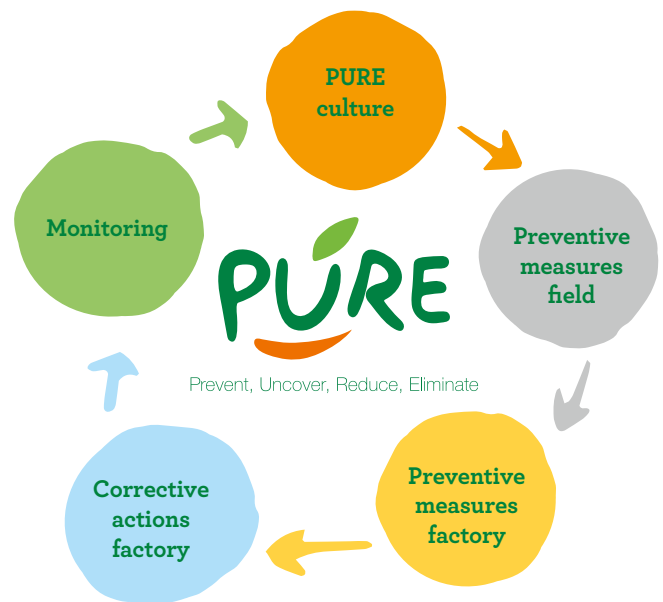 PURE
culture
Monitoring
Preventive
measures
field
PURE
Prevent, Uncover, Reduce, Eliminate
Corrective
actions
factory
Preventive
measures
factory